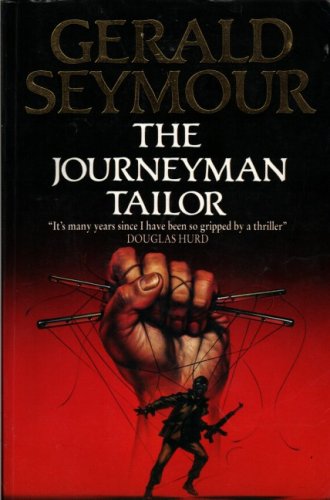 GERALD
SEYMOUR
THE
JOURNEYMAN
TAILOR
“It’s many years since I have been so gripped by a thriller”
DOUGLAS HURD